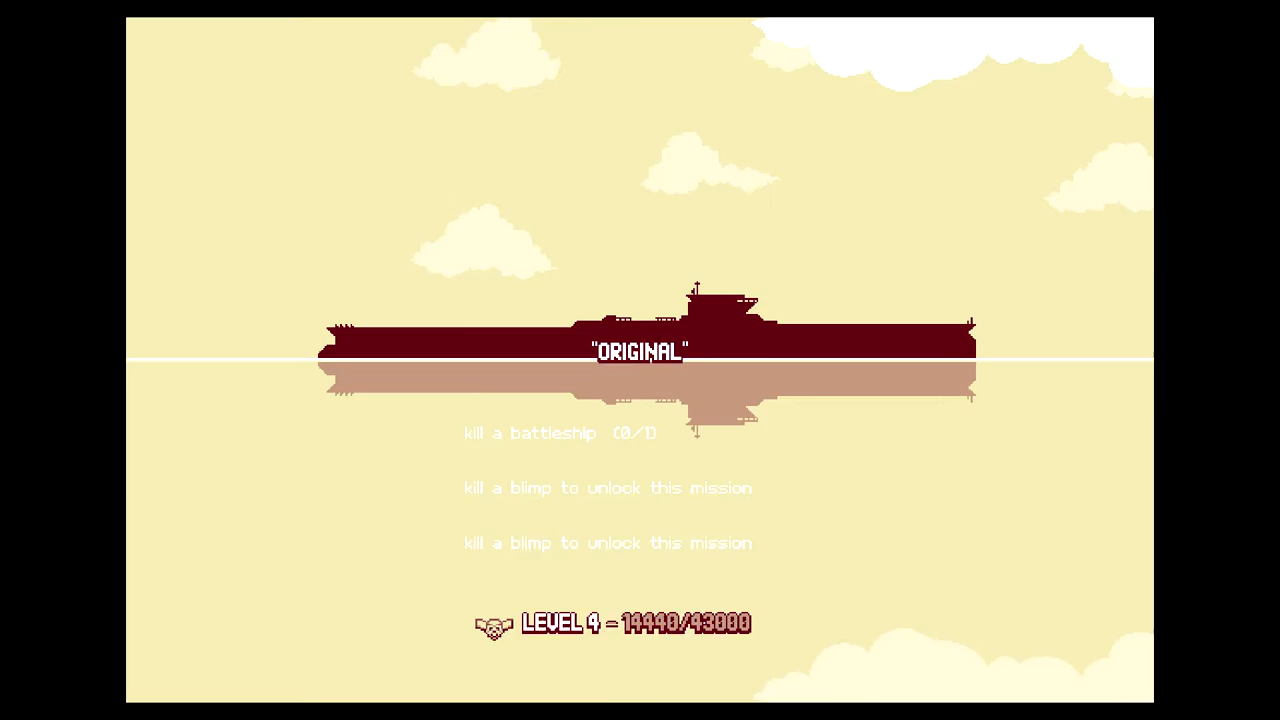 "ORIGINAL"
kill a battleship (0/1)
kill a blimp to unlock this mission
kill a blimp to unlock this mission
LEVEL 4 - 14440/43000